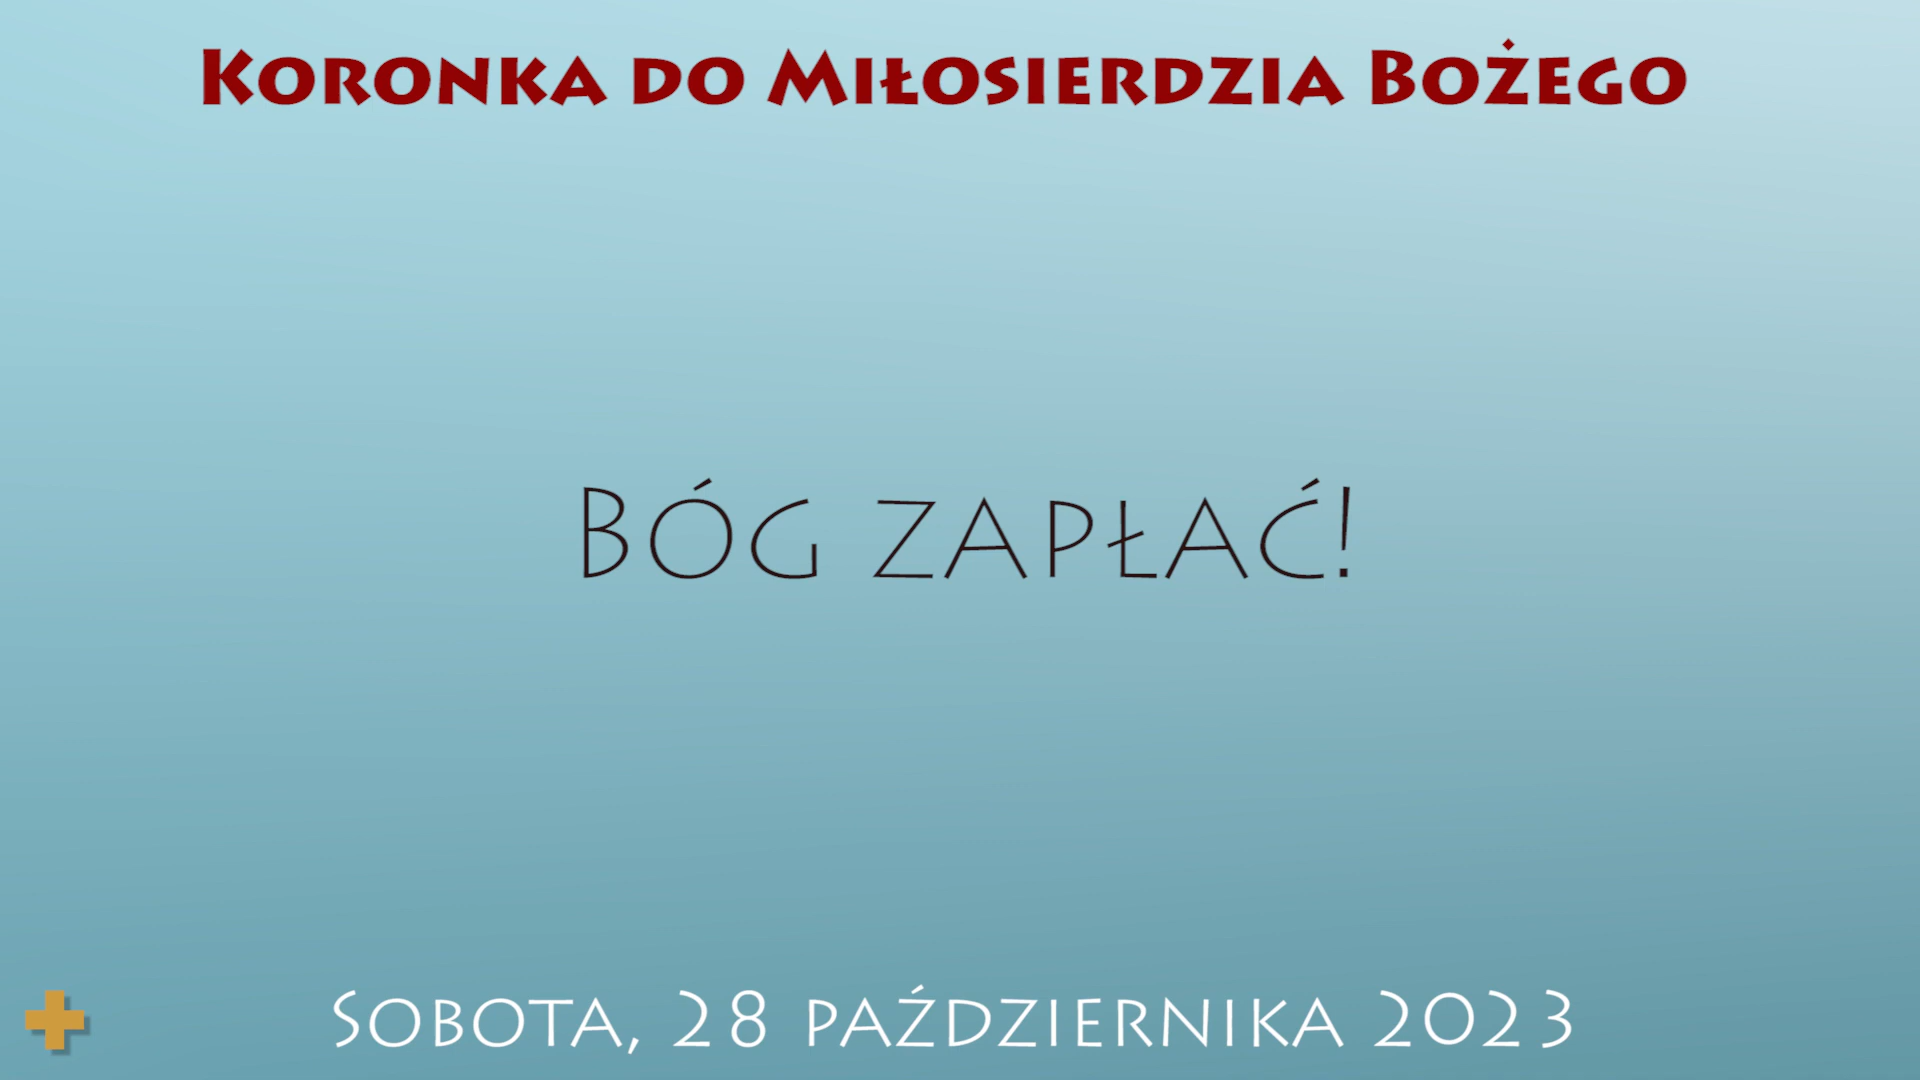 Koronka do Miłosierdzia Bożego
Bóg zapłać!
Sobota, 28 października 2023